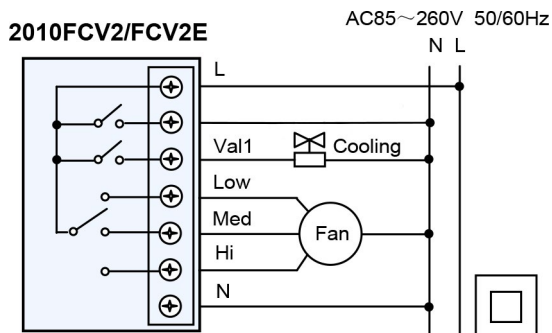 AC85～260V 50/60Hz
2010FCV2/FCV2E
N L
L
Val1
Cooling
Low
Med
Fan
Hi
N